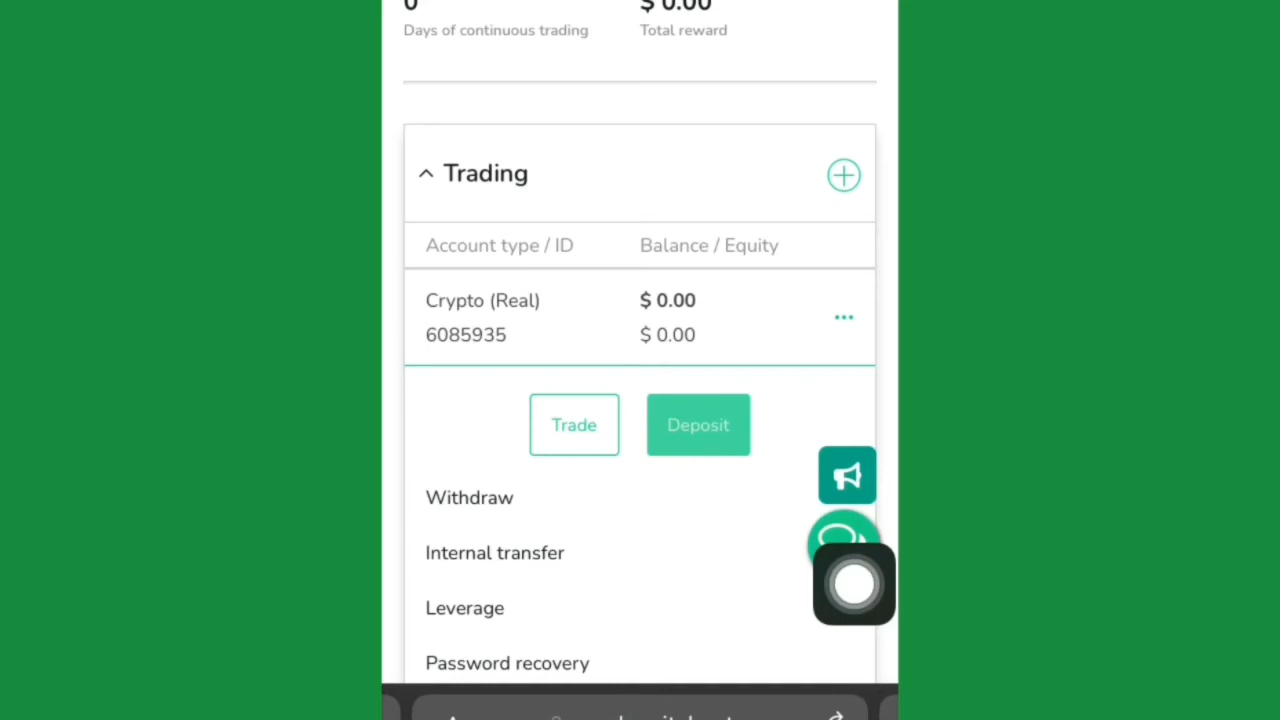 0 $ 0.00
Days of continuous trading Total reward
Trading
Account type / ID Balance / Equity
Crypto (Real) $ 0.00
6085935 $ 0.00
Trade Deposit
Withdraw
Internal transfer
Leverage
Password recovery